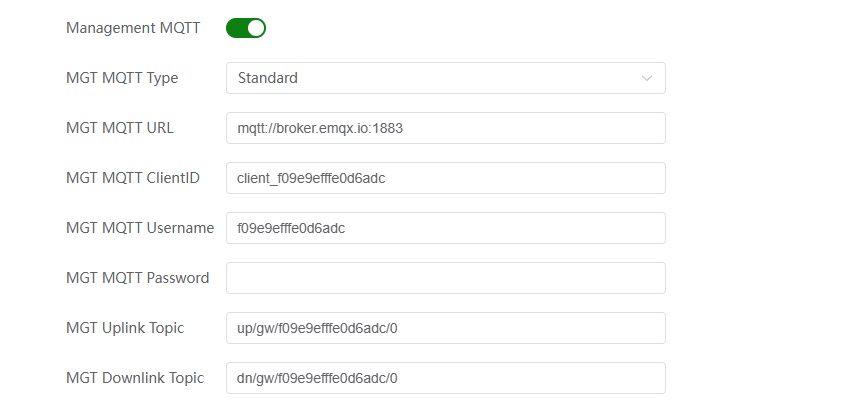 Management MQTT
MGT MQTT Type Standard
MGT MQTT URL mqtt://broker.emqx.io:1883
MGT MQTT ClientID client_f09e9efffe0d6adc
MGT MQTT Username f09e9efffe0d6adc
MGT MQTT Password
MGT Uplink Topic up/gw/f09e9efffe0d6adc/0
MGT Downlink Topic dn/gw/f09e9efffe0d6adc/0